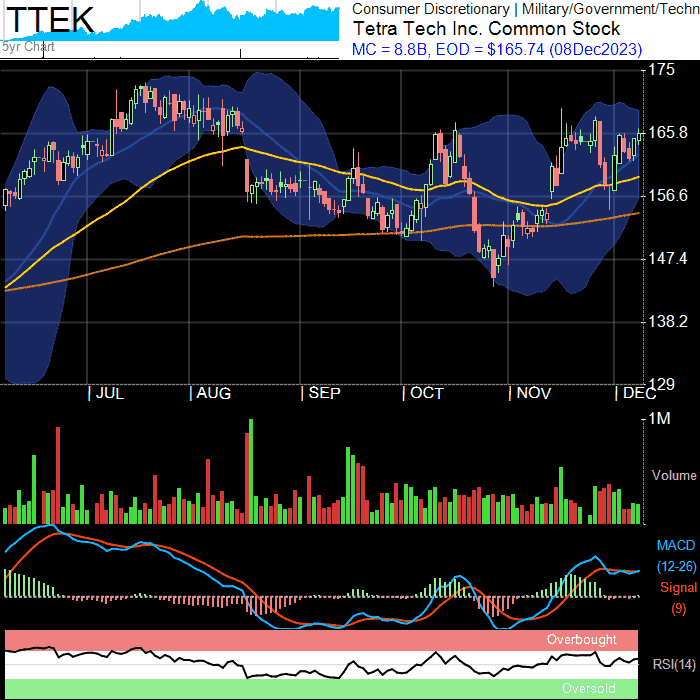 TTEK
5yr Chart
Consumer Discretionary | Military/Government/Techn
Tetra Tech Inc. Common Stock
MC = 8.8B, EOD = $165.74 (08Dec2023)
175
165.8
156.6
147.4
138.2
129
| JUL | AUG | SEP | OCT | NOV | DEC
1M
Volume
MACD
(12-26)
Signal
(9)
Overbought
RSI(14)
Oversold